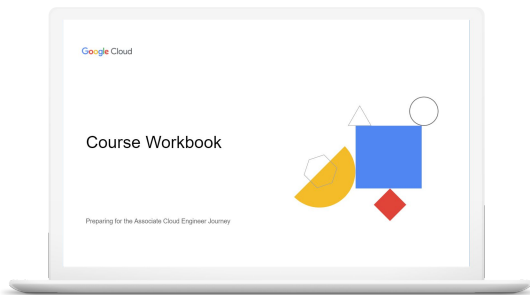 Google Cloud
Course Workbook
Preparing for the Associate Cloud Engineer Journey